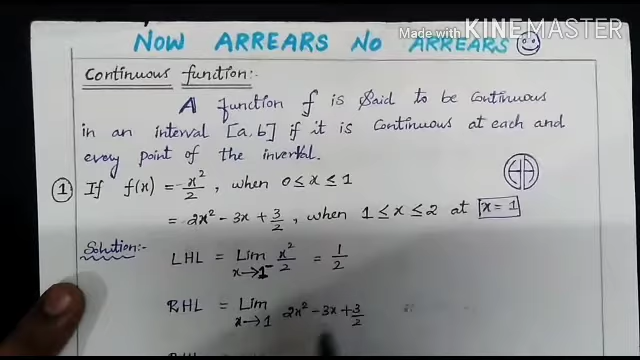 Made with KINEMASTER
NOW ARREARS NO ARREARS
Continuous function:-
A function f is said to be continuous
in an interval [a,b] if it is continuous at each and
every point of the inverval.
① If f(x) = x²/2, when 0 ≤ x ≤ 1
= 2x² - 3x + 3/2, when 1 ≤ x ≤ 2 at x = 1
Solution:-
LHL = Lim x→1⁻ x²/2 = 1/2
RHL = Lim x→1 2x² - 3x + 3/2